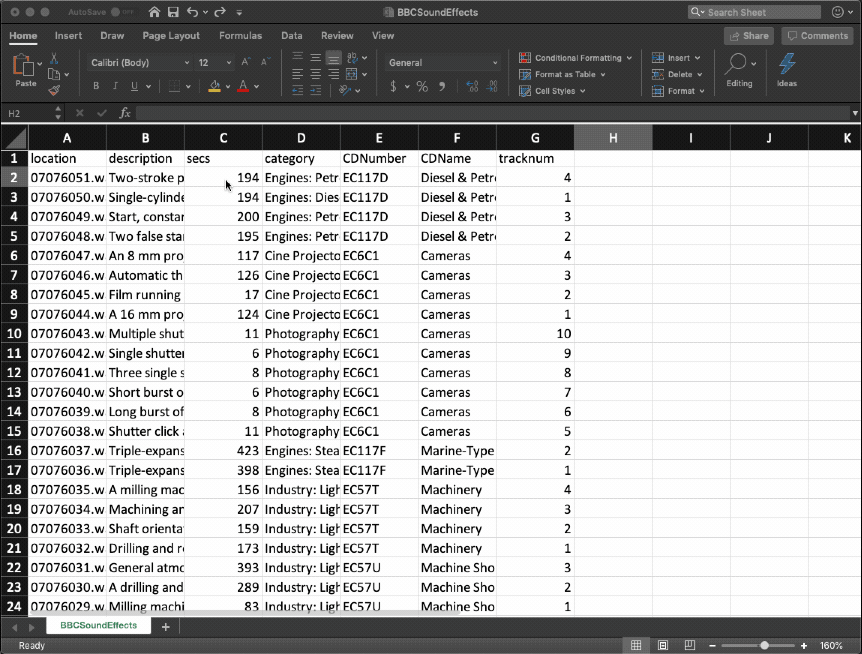 AutoSave BBCSoundEffects Search Sheet
Home Insert Draw Page Layout Formulas Data Review View Share Comments
Paste Calibri (Body) 12 A A General Conditional Formatting Insert Editing Ideas
B I U A $ % Format as Table Delete
Cell Styles Format
H2 fx
A B C D E F G H I J K
1 location description secs category CDNumber CDName tracknum
2 07076051.w Two-stroke p 194 Engines: Petr EC117D Diesel & Petr 4
3 07076050.w Single-cylinde 194 Engines: Dies EC117D Diesel & Petr 1
4 07076049.w Start, constar 200 Engines: Petr EC117D Diesel & Petr 3
5 07076048.w Two false sta 195 Engines: Petr EC117D Diesel & Petr 2
6 07076047.w An 8 mm pro 117 Cine Projecto EC6C1 Cameras 4
7 07076046.w Automatic th 126 Cine Projecto EC6C1 Cameras 3
8 07076045.w Film running 17 Cine Projecto EC6C1 Cameras 2
9 07076044.w A 16 mm pro 124 Cine Projecto EC6C1 Cameras 1
10 07076043.w Multiple shut 11 Photography EC6C1 Cameras 10
11 07076042.w Single shutter 6 Photography EC6C1 Cameras 9
12 07076041.w Three single s 8 Photography EC6C1 Cameras 8
13 07076040.w Short burst o 6 Photography EC6C1 Cameras 7
14 07076039.w Long burst of 8 Photography EC6C1 Cameras 6
15 07076038.w Shutter click a 11 Photography EC6C1 Cameras 5
16 07076037.w Triple-expans 423 Engines: Stea EC117F Marine-Type 2
17 07076036.w Triple-expans 398 Engines: Stea EC117F Marine-Type 1
18 07076035.w A milling mac 156 Industry: Ligh EC57T Machinery 4
19 07076034.w Machining an 207 Industry: Ligh EC57T Machinery 3
20 07076033.w Shaft orienta 159 Industry: Ligh EC57T Machinery 2
21 07076032.w Drilling and r 173 Industry: Ligh EC57T Machinery 1
22 07076031.w General atmo 393 Industry: Ligh EC57U Machine Sho 3
23 07076030.w A drilling and 289 Industry: Ligh EC57U Machine Sho 2
24 07076029.w Milling machi 83 Industry: Ligh EC57U Machine Sho 1
BBCSoundEffects +
Ready 160%